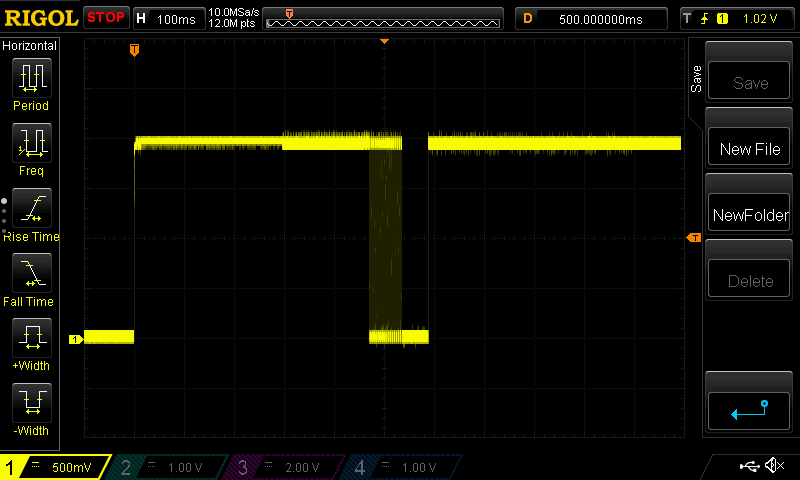 RIGOL STOP H 100ms 10.0MSa/s 12.0M pts T D 500.000000ms T 1 1.02 V
Horizontal
Period
Freq
Rise Time
Fall Time
+Width
-Width
T
T
1
Save
Save
New File
NewFolder
Delete
1 500mV 2 1.00 V 3 2.00 V 4 1.00 V